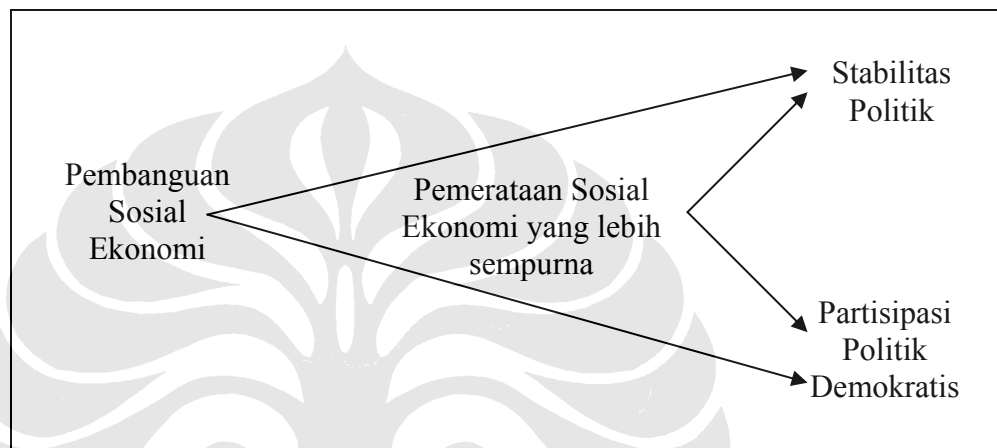 Stabilitas
Politik
Pembanguan
Sosial
Ekonomi
Pemerataan Sosial
Ekonomi yang lebih
sempurna
Partisipasi
Politik
Demokratis